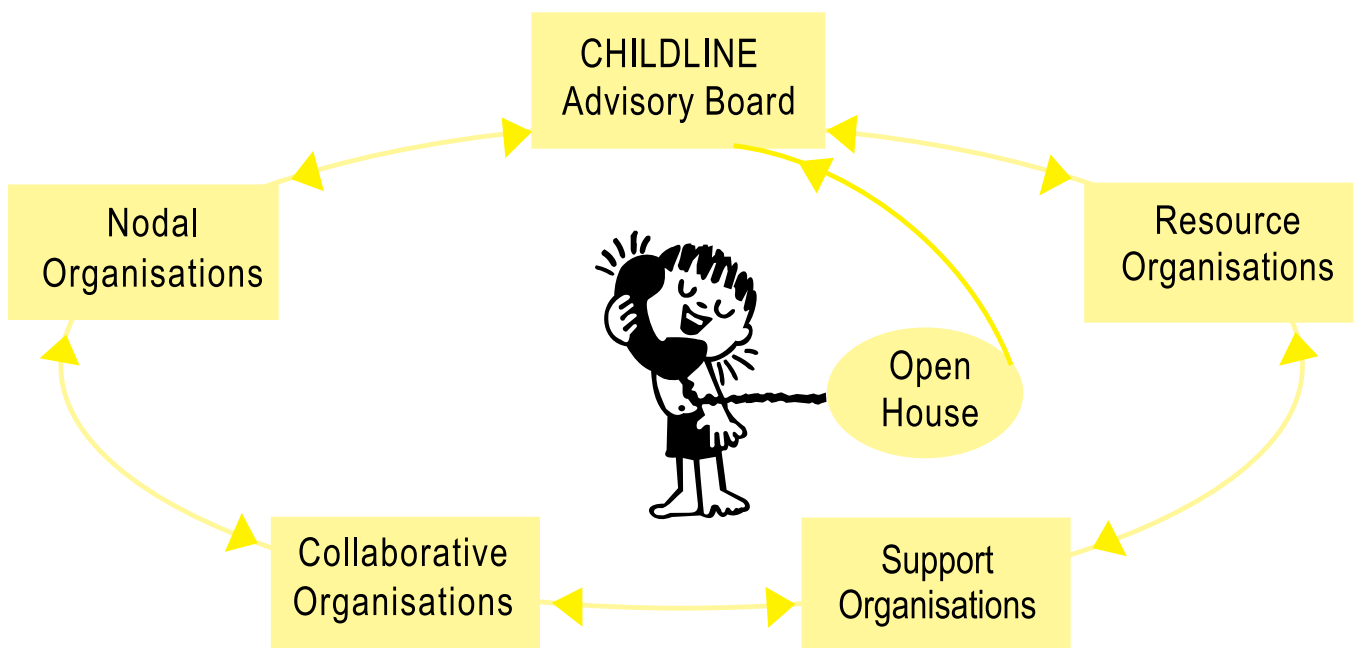 CHILDLINE
Advisory Board
Nodal
Organisations
Resource
Organisations
Open
House
Collaborative
Organisations
Support
Organisations